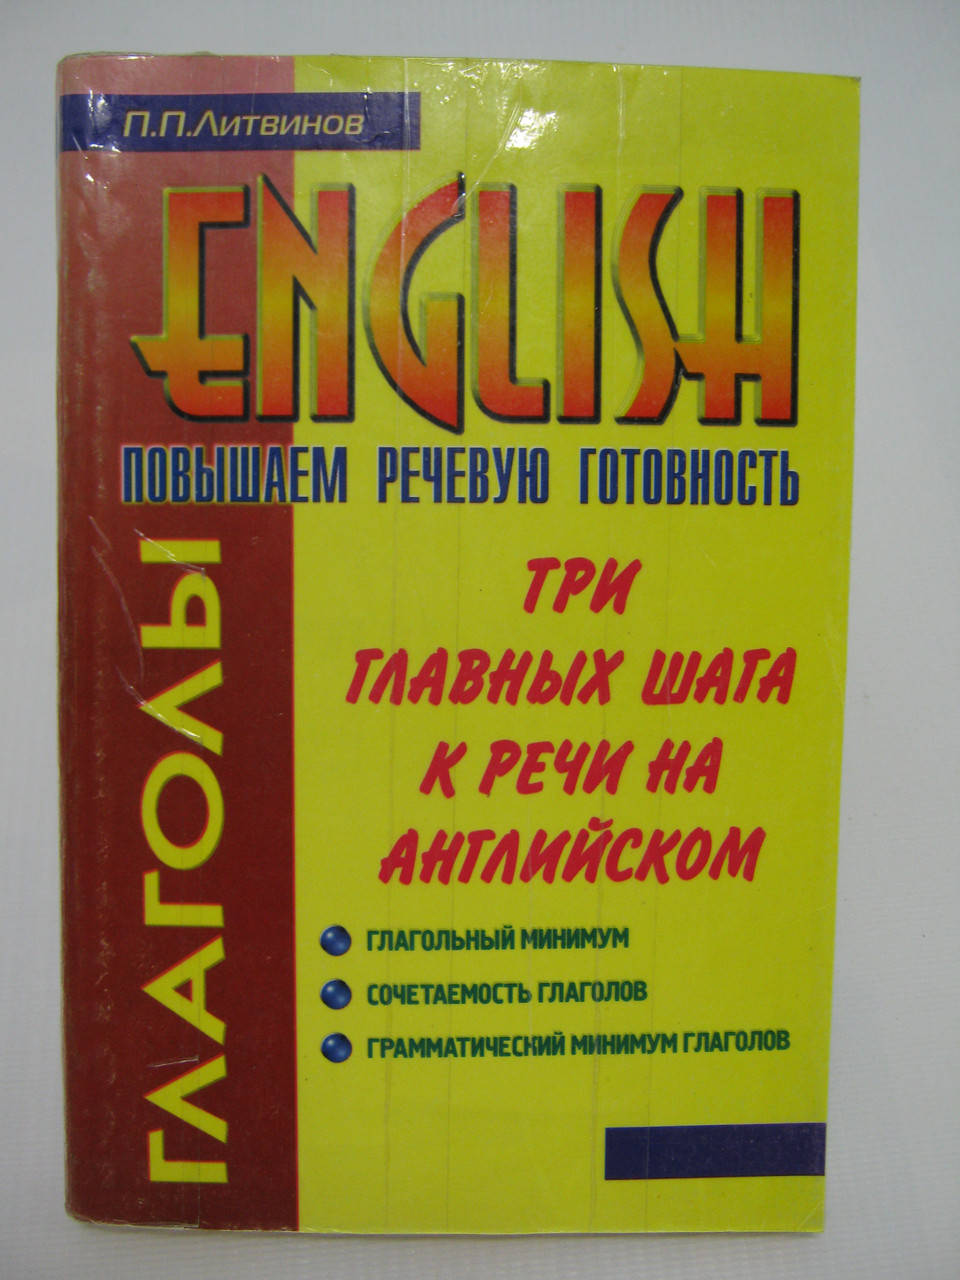 П.П.Литвинов
ENGLISH
ПОВЫШАЕМ РЕЧЕВУЮ ГОТОВНОСТЬ
ГЛАГОЛЫ
ТРИ
ГЛАВНЫХ ШАГА
К РЕЧИ НА
АНГЛИЙСКОМ
ГЛАГОЛЬНЫЙ МИНИМУМ
СОЧЕТАЕМОСТЬ ГЛАГОЛОВ
ГРАММАТИЧЕСКИЙ МИНИМУМ ГЛАГОЛОВ